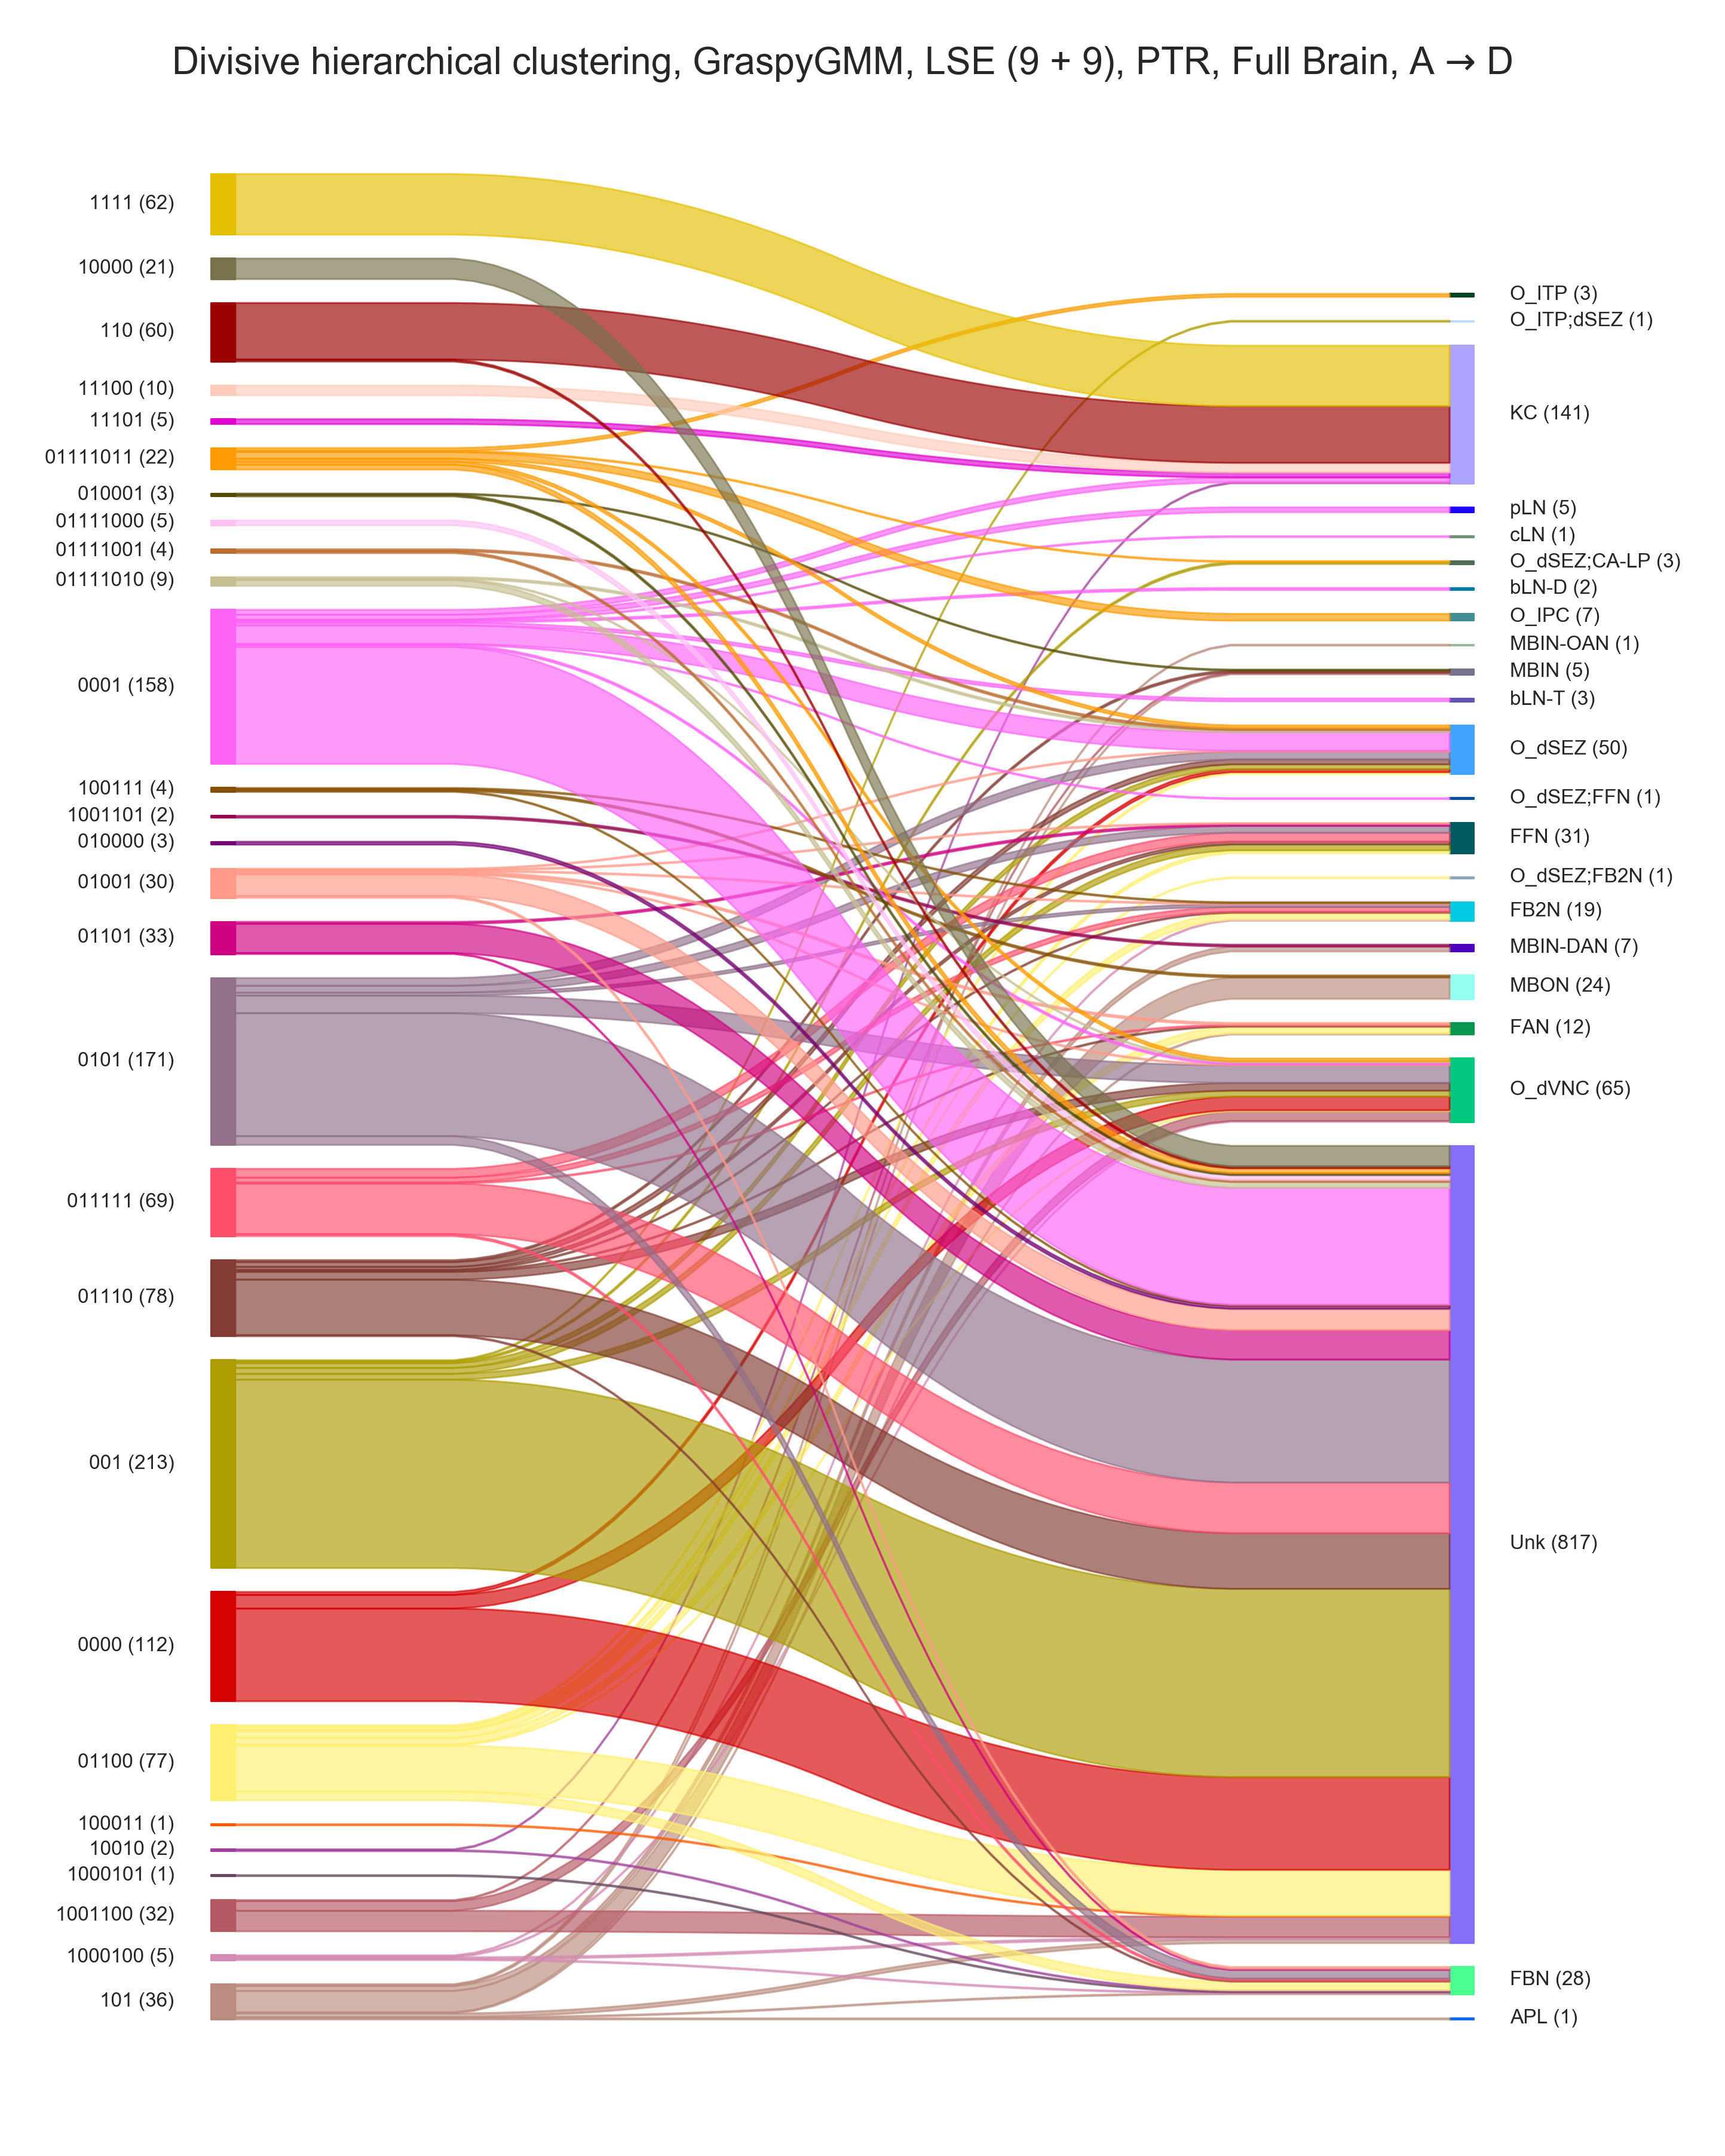 Divisive hierarchical clustering, GraspyGMM, LSE (9 + 9), PTR, Full Brain, A → D
1111 (62)
10000 (21)
110 (60)
11100 (10)
11101 (5)
01111011 (22)
010001 (3)
01111000 (5)
01111001 (4)
01111010 (9)
0001 (158)
100111 (4)
1001101 (2)
010000 (3)
01001 (30)
01101 (33)
0101 (171)
011111 (69)
01110 (78)
001 (213)
0000 (112)
01100 (77)
100011 (1)
10010 (2)
1000101 (1)
1001100 (32)
1000100 (5)
101 (36)
O_ITP (3)
O_ITP;dSEZ (1)
KC (141)
pLN (5)
cLN (1)
O_dSEZ;CA-LP (3)
bLN-D (2)
O_IPC (7)
MBIN-OAN (1)
MBIN (5)
bLN-T (3)
O_dSEZ (50)
O_dSEZ;FFN (1)
FFN (31)
O_dSEZ;FB2N (1)
FB2N (19)
MBIN-DAN (7)
MBON (24)
FAN (12)
O_dVNC (65)
Unk (817)
FBN (28)
APL (1)